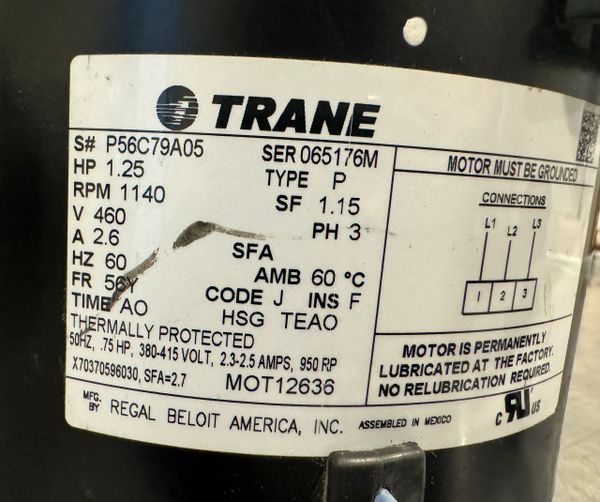 TRANE
S# P56C79A05 SER 065176M
HP 1.25 TYPE P
RPM 1140 SF 1.15
V 460 PH 3
A 2.6 SFA
HZ 60 AMB 60 °C
FR 56Y CODE J INS F
TIME AO HSG TEAO
THERMALLY PROTECTED
50HZ, .75 HP, 380-415 VOLT, 2.3-2.5 AMPS, 950 RP
X70370596030, SFA=2.7 MOT12636
MOTOR MUST BE GROUNDED
CONNECTIONS
L1 L2 L3
1 2 3
MOTOR IS PERMANENTLY
LUBRICATED AT THE FACTORY.
NO RELUBRICATION REQUIRED.
MFG. BY REGAL BELOIT AMERICA, INC. ASSEMBLED IN MEXICO
c RU US